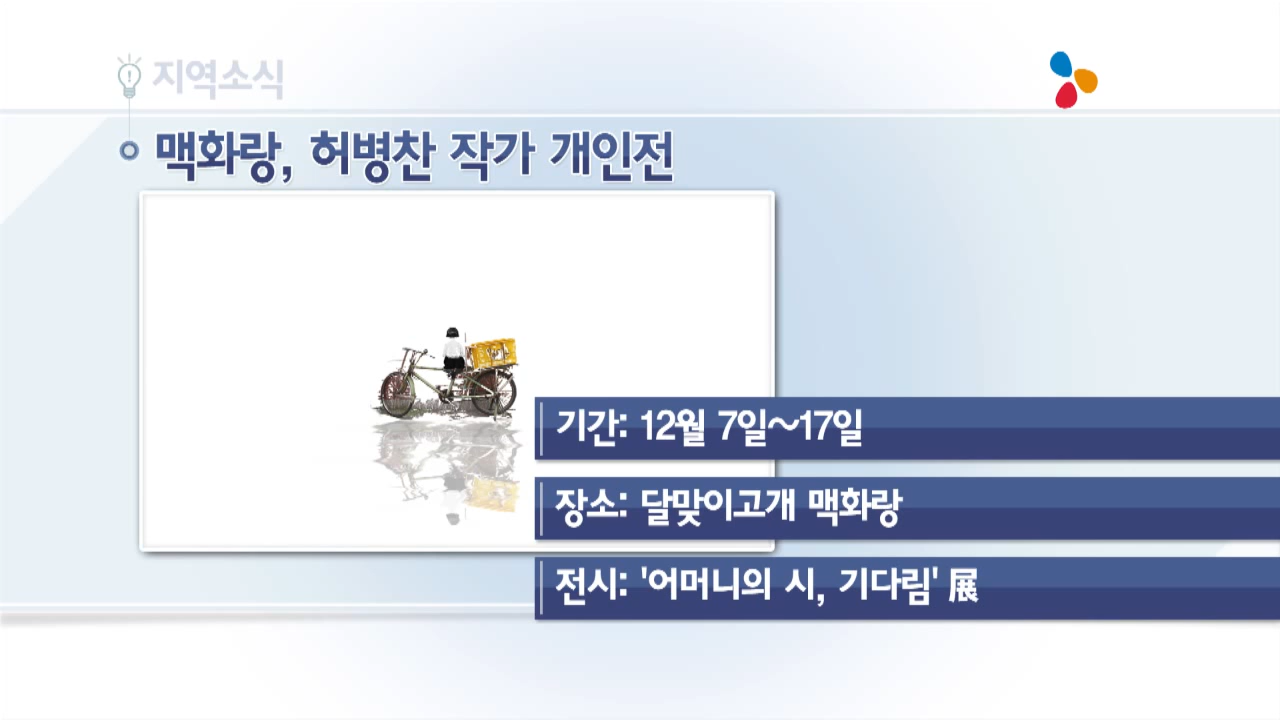 지역소식
맥화랑, 허병찬 작가 개인전
기간: 12월 7일~17일
장소: 달맞이고개 맥화랑
전시: '어머니의 시, 기다림' 展